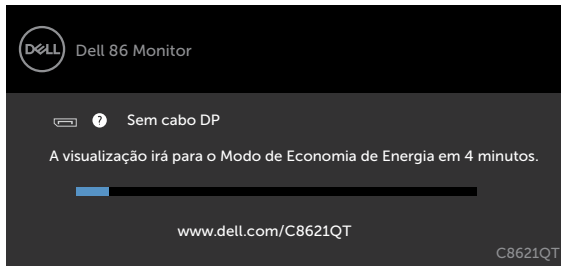 DELL Dell 86 Monitor
? Sem cabo DP
A visualização irá para o Modo de Economia de Energia em 4 minutos.
www.dell.com/C8621QT
C8621QT